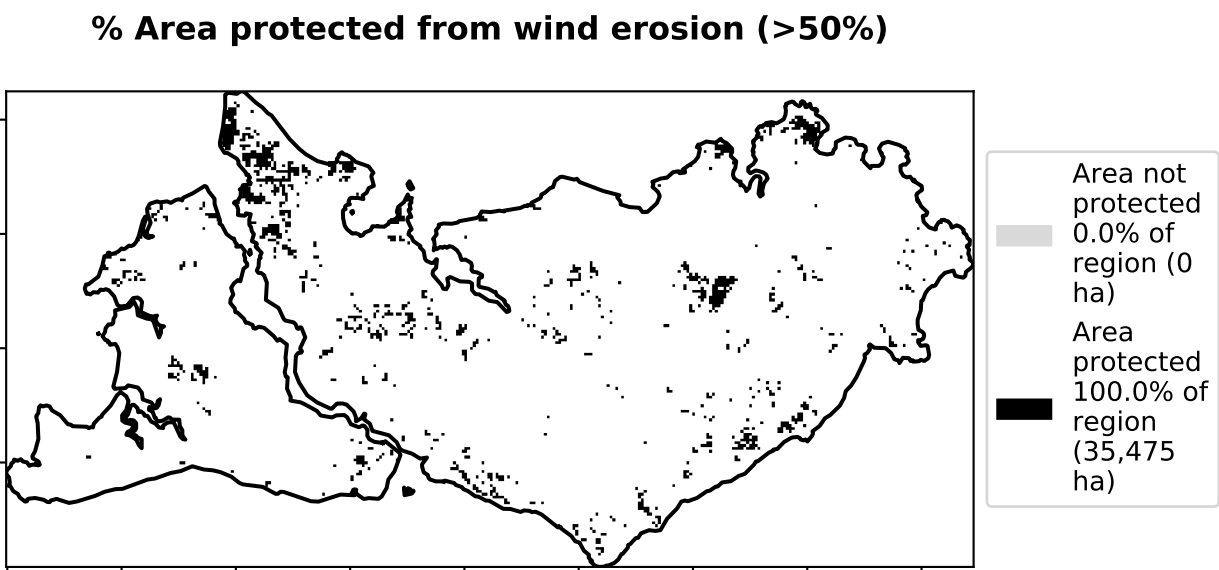 % Area protected from wind erosion (>50%)
Area not
protected
0.0% of
region (0
ha)
Area
protected
100.0% of
region
(35,475
ha)